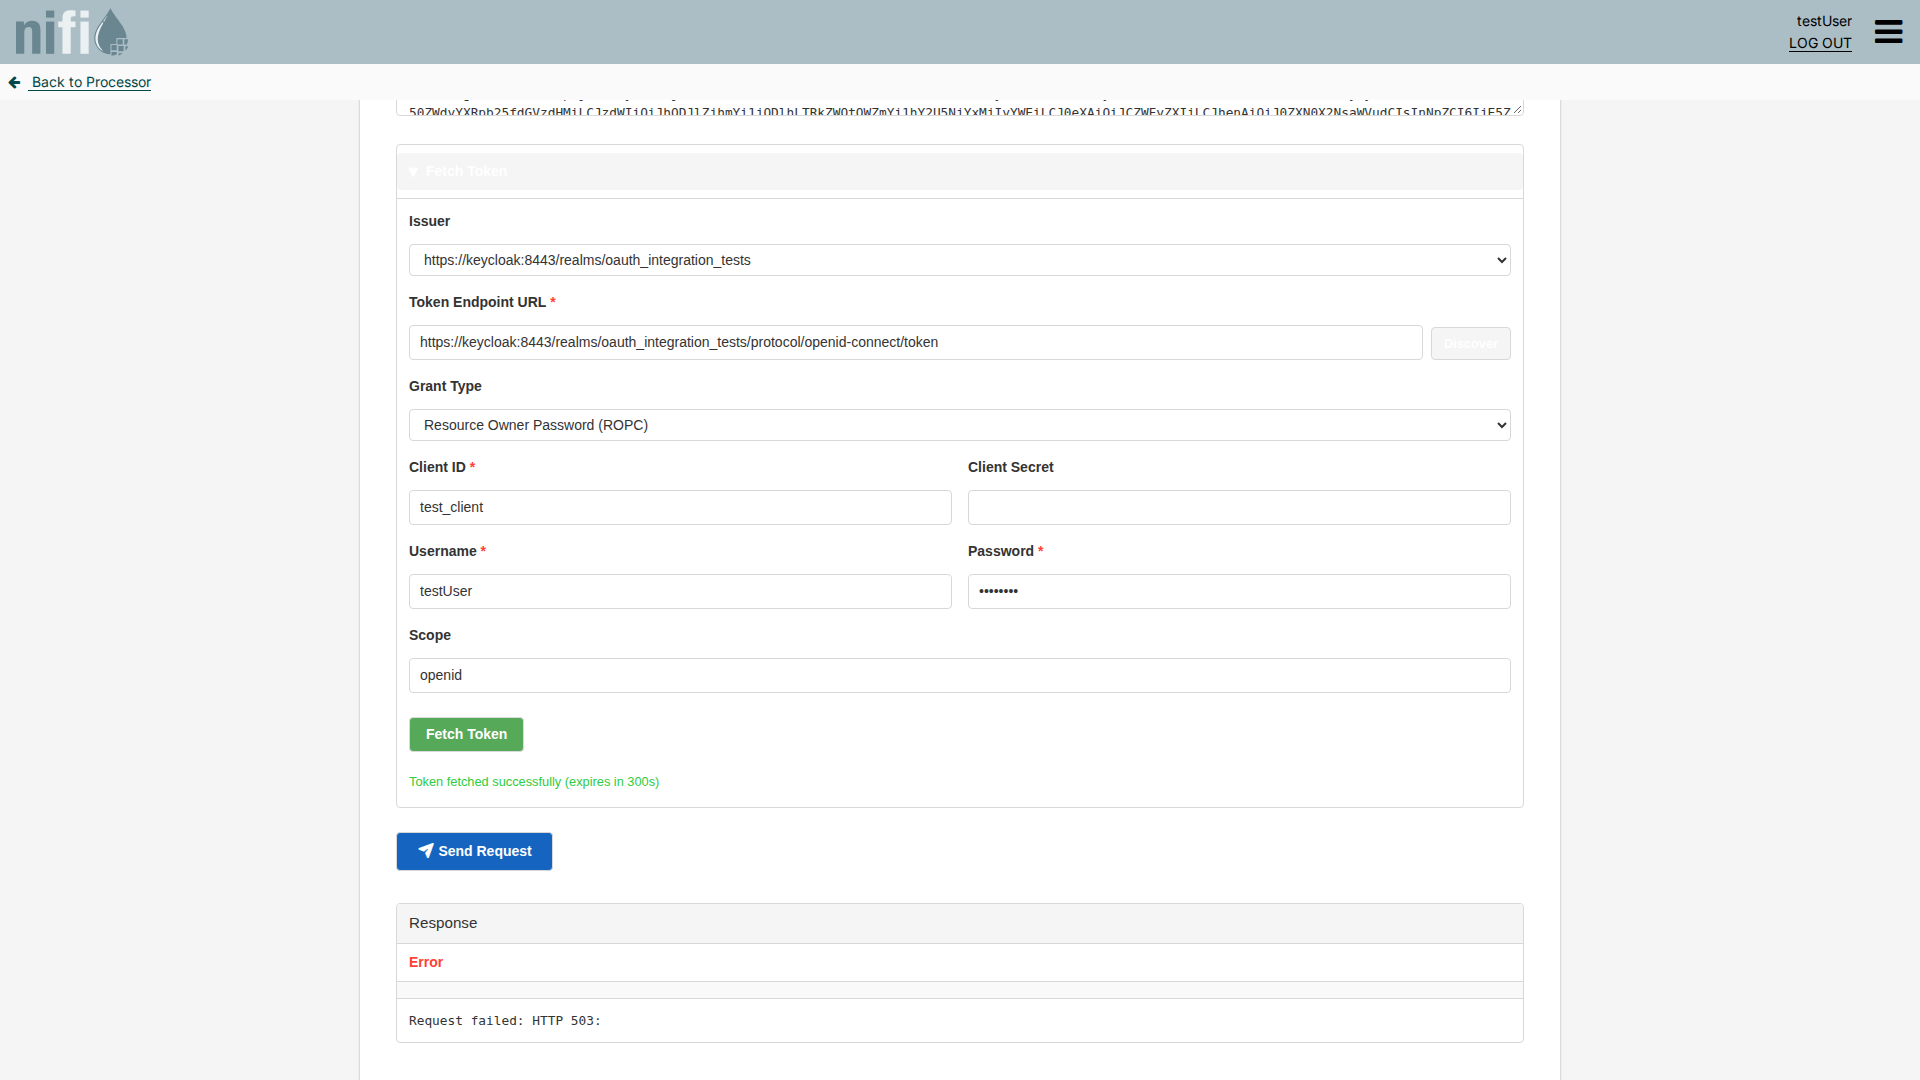 nifi
testUser
LOG OUT
Back to Processor
▼ Fetch Token
Issuer
https://keycloak:8443/realms/oauth_integration_tests
Token Endpoint URL *
https://keycloak:8443/realms/oauth_integration_tests/protocol/openid-connect/token
Discover
Grant Type
Resource Owner Password (ROPC)
Client ID *
Client Secret
test_client
Username *
Password *
testUser
••••••••
Scope
openid
Fetch Token
Token fetched successfully (expires in 300s)
Send Request
Response
Error
Request failed: HTTP 503: